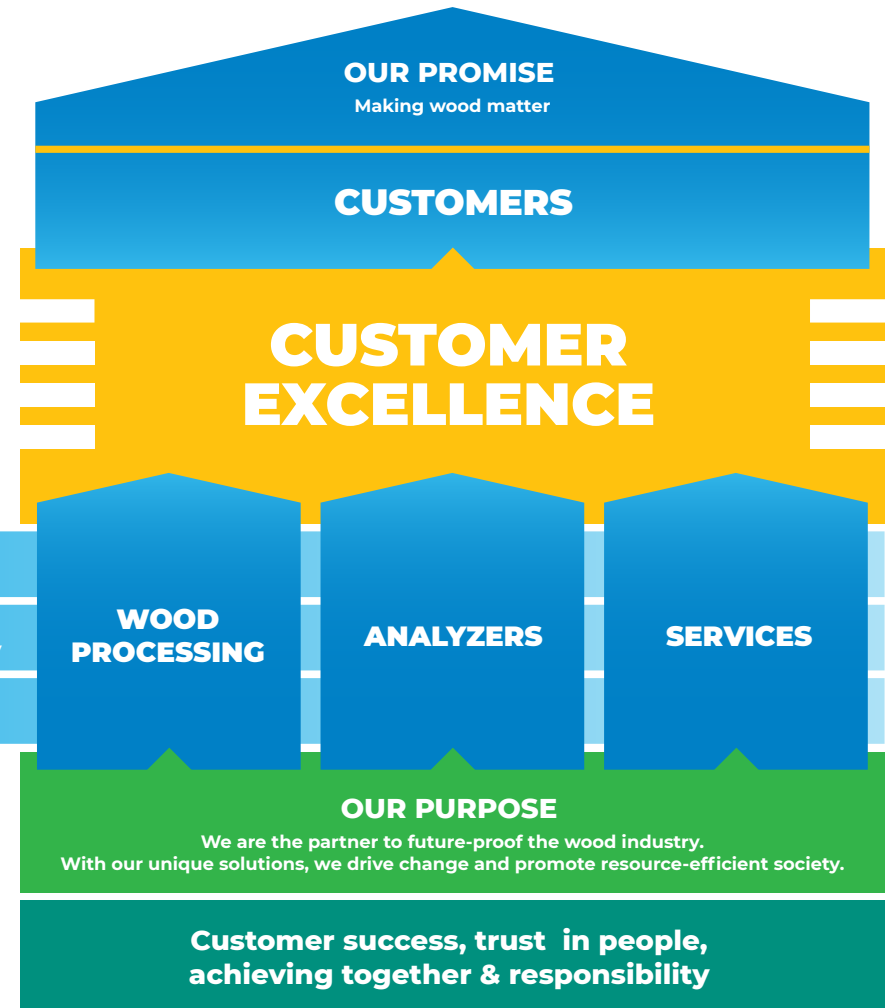 OUR PROMISE
Making wood matter
CUSTOMERS
CUSTOMER
EXCELLENCE
WOOD
PROCESSING
ANALYZERS
SERVICES
OUR PURPOSE
We are the partner to future-proof the wood industry.
With our unique solutions, we drive change and promote resource-efficient society.
Customer success, trust  in people,
achieving together & responsibility